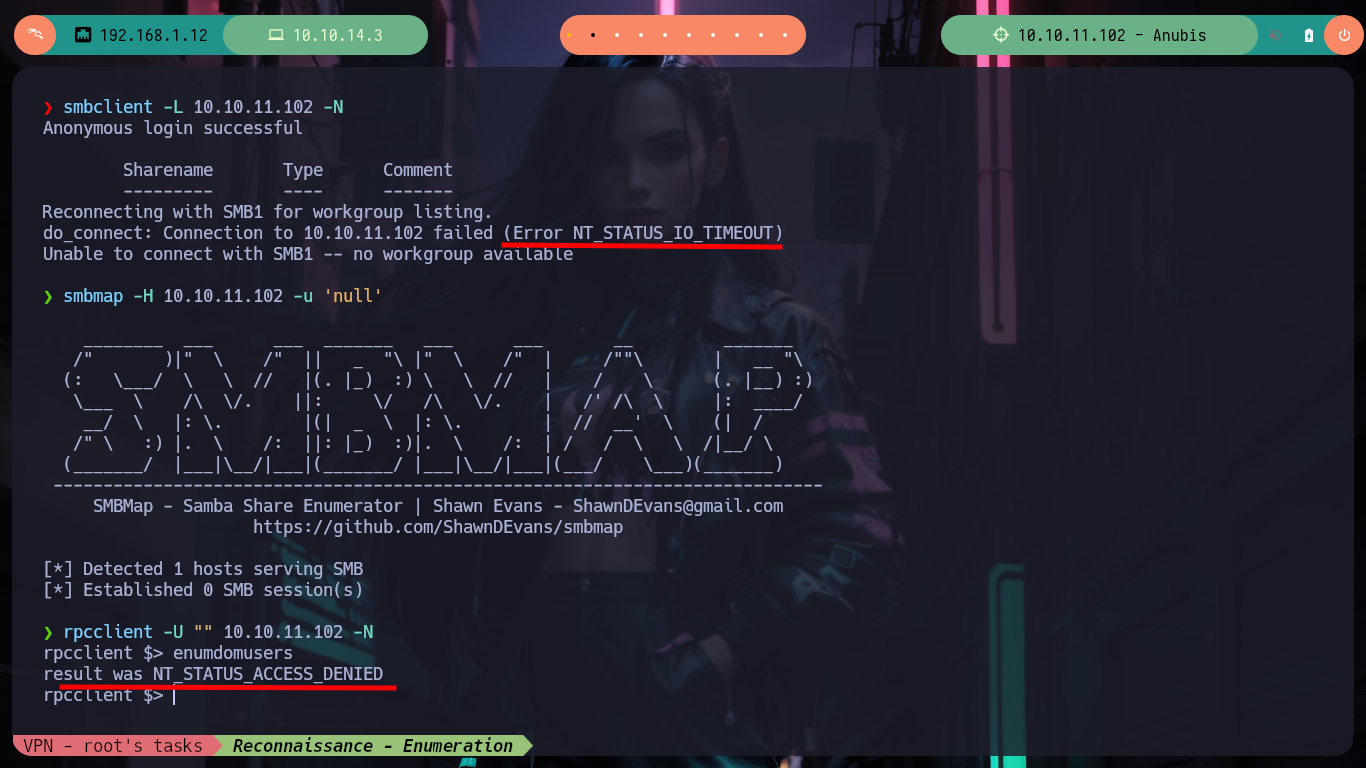 192.168.1.12 10.10.14.3 10.10.11.102 - Anubis
❯ smbclient -L 10.10.11.102 -N
Anonymous login successful
Sharename Type Comment
--------- ---- -------
Reconnecting with SMB1 for workgroup listing.
do_connect: Connection to 10.10.11.102 failed (Error NT_STATUS_IO_TIMEOUT)
Unable to connect with SMB1 -- no workgroup available
❯ smbmap -H 10.10.11.102 -u 'null'
SMBMAP
-----------------------------------------------------------------------------
SMBMap - Samba Share Enumerator | Shawn Evans - ShawnDEvans@gmail.com
https://github.com/ShawnDEvans/smbmap
[*] Detected 1 hosts serving SMB
[*] Established 0 SMB session(s)
❯ rpcclient -U "" 10.10.11.102 -N
rpcclient $> enumdomusers
result was NT_STATUS_ACCESS_DENIED
rpcclient $>
VPN - root's tasks Reconnaissance - Enumeration